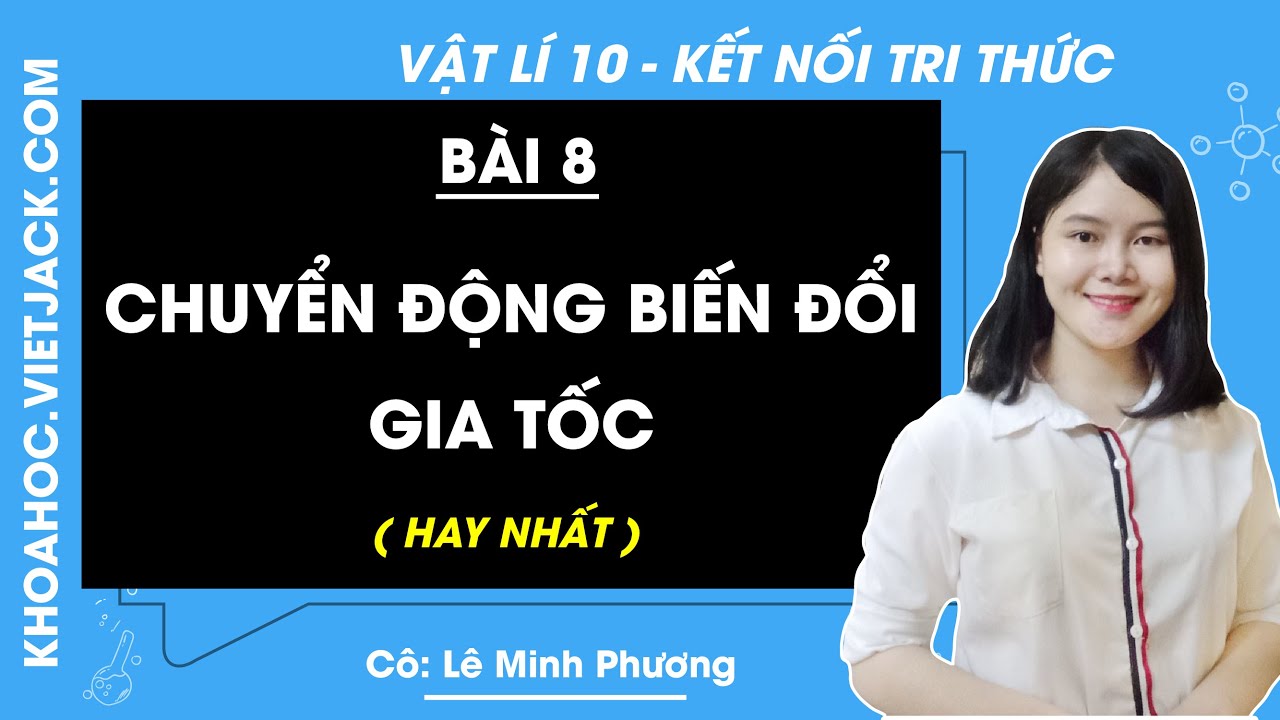 VẬT LÍ 10 - KẾT NỐI TRI THỨC
KHOAHOC.VIETJACK.COM
BÀI 8
CHUYỂN ĐỘNG BIẾN ĐỔI
GIA TỐC
( HAY NHẤT )
Cô: Lê Minh Phương